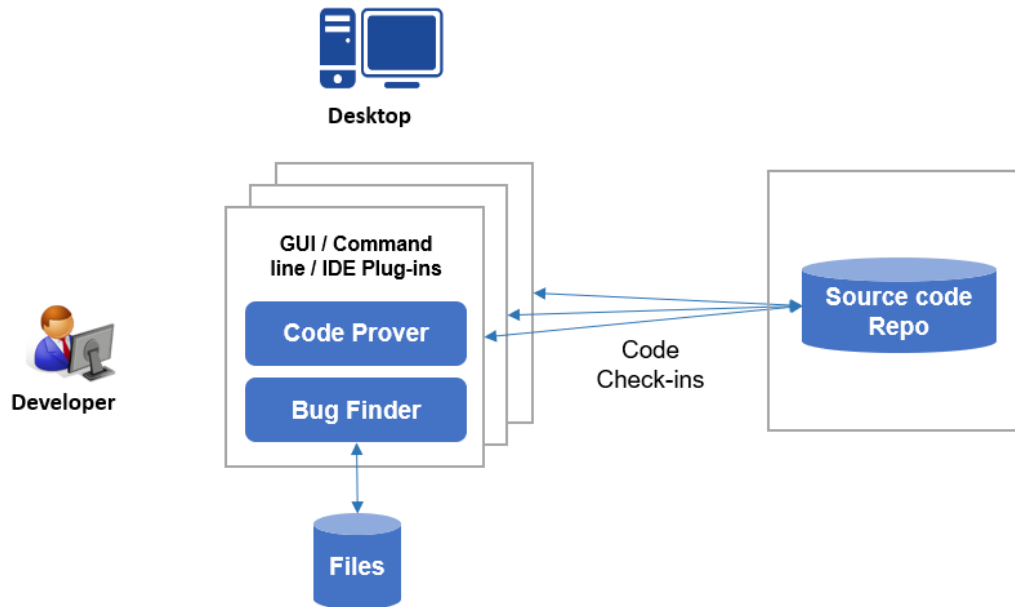 Desktop
GUI / Command
line / IDE Plug-ins
Code Prover
Bug Finder
Files
Developer
Code
Check-ins
Source code
Repo